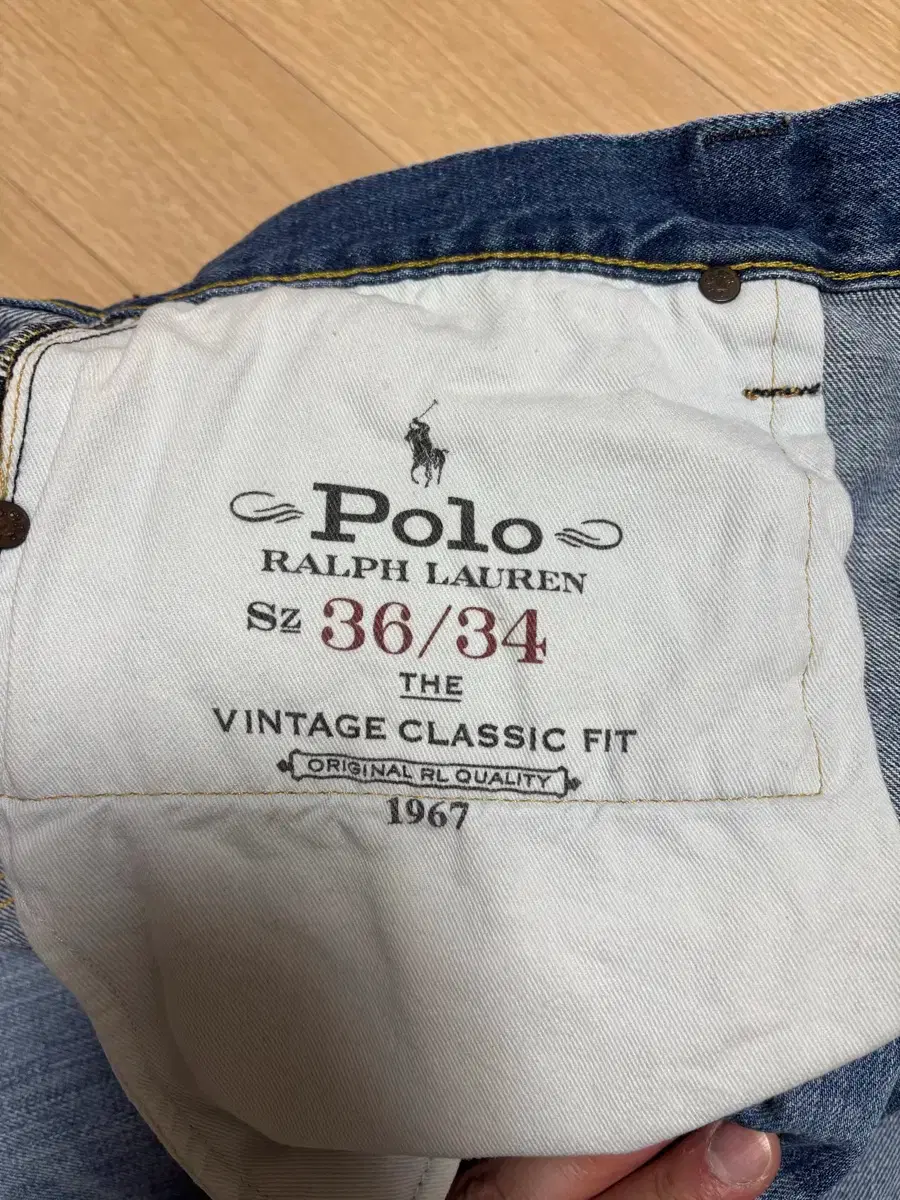 Polo
RALPH LAUREN
Sz 36/34
THE
VINTAGE CLASSIC FIT
ORIGINAL RL QUALITY
1967